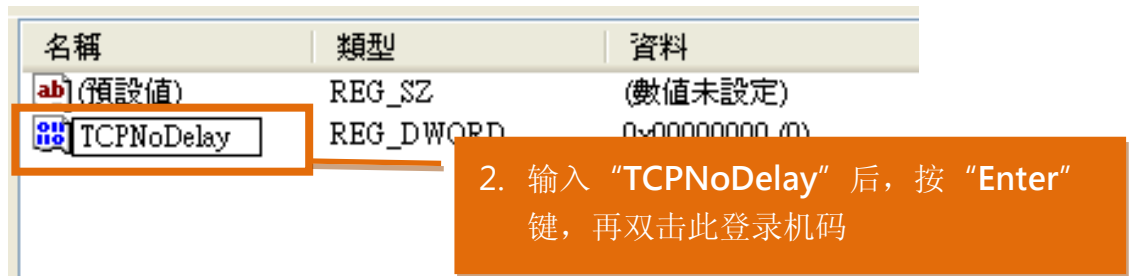 名稱 類型 資料
(預設值) REG_SZ (數值未設定)
TCPNoDelay REG_DWORD 0x00000000 (0)
2. 输入“TCPNoDelay”后，按“Enter”
键，再双击此登录机码